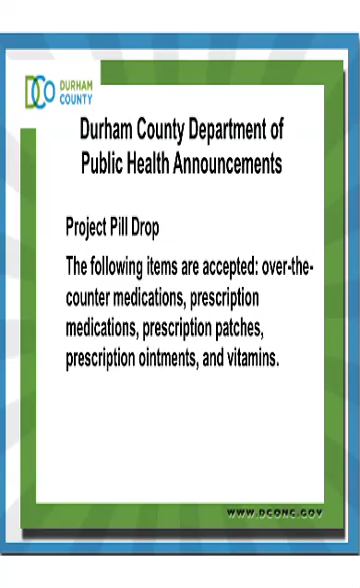 DCO DURHAM
COUNTY
Durham County Department of
Public Health Announcements
Project Pill Drop
The following items are accepted: over-the-
counter medications, prescription
medications, prescription patches,
prescription ointments, and vitamins.
WWW.DCONC.GOV